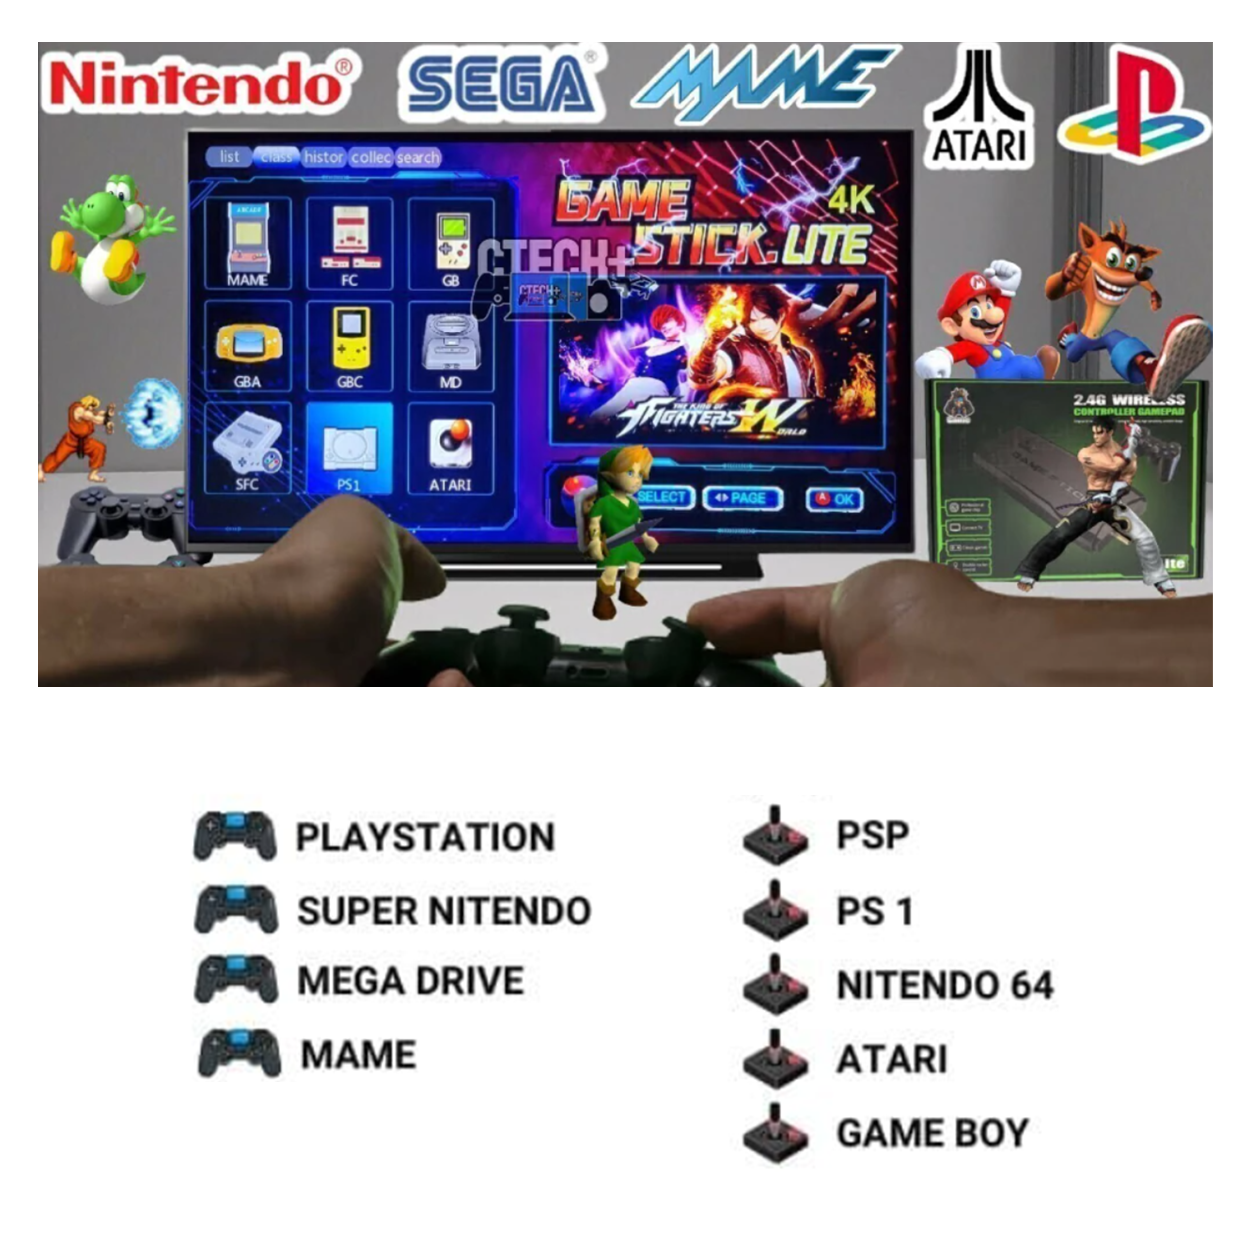 Nintendo®
SEGA®
MAME
ATARI
list class histor collec search
GAME
STICK.LITE
4K
CTECH+
CTECH+
MAME
FC
GB
GBA
GBC
MD
SFC
PS1
ATARI
THE KING OF
FIGHTERS W
WORLD
SELECT
PAGE
A OK
2.4G WIRELESS
CONTROLLER GAMEPAD
lite
PLAYSTATION
SUPER NITENDO
MEGA DRIVE
MAME
PSP
PS 1
NITENDO 64
ATARI
GAME BOY